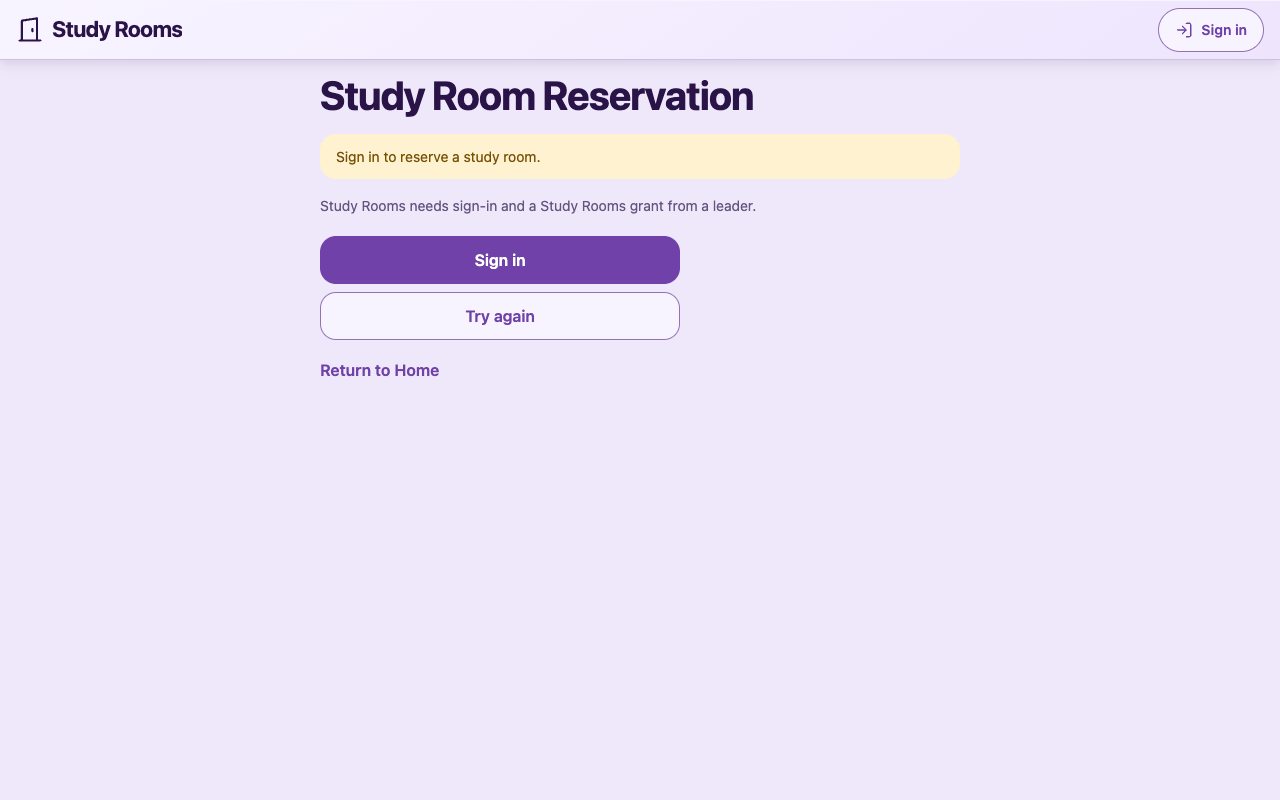 Study Rooms
Sign in
Study Room Reservation
Sign in to reserve a study room.
Study Rooms needs sign-in and a Study Rooms grant from a leader.
Sign in
Try again
Return to Home